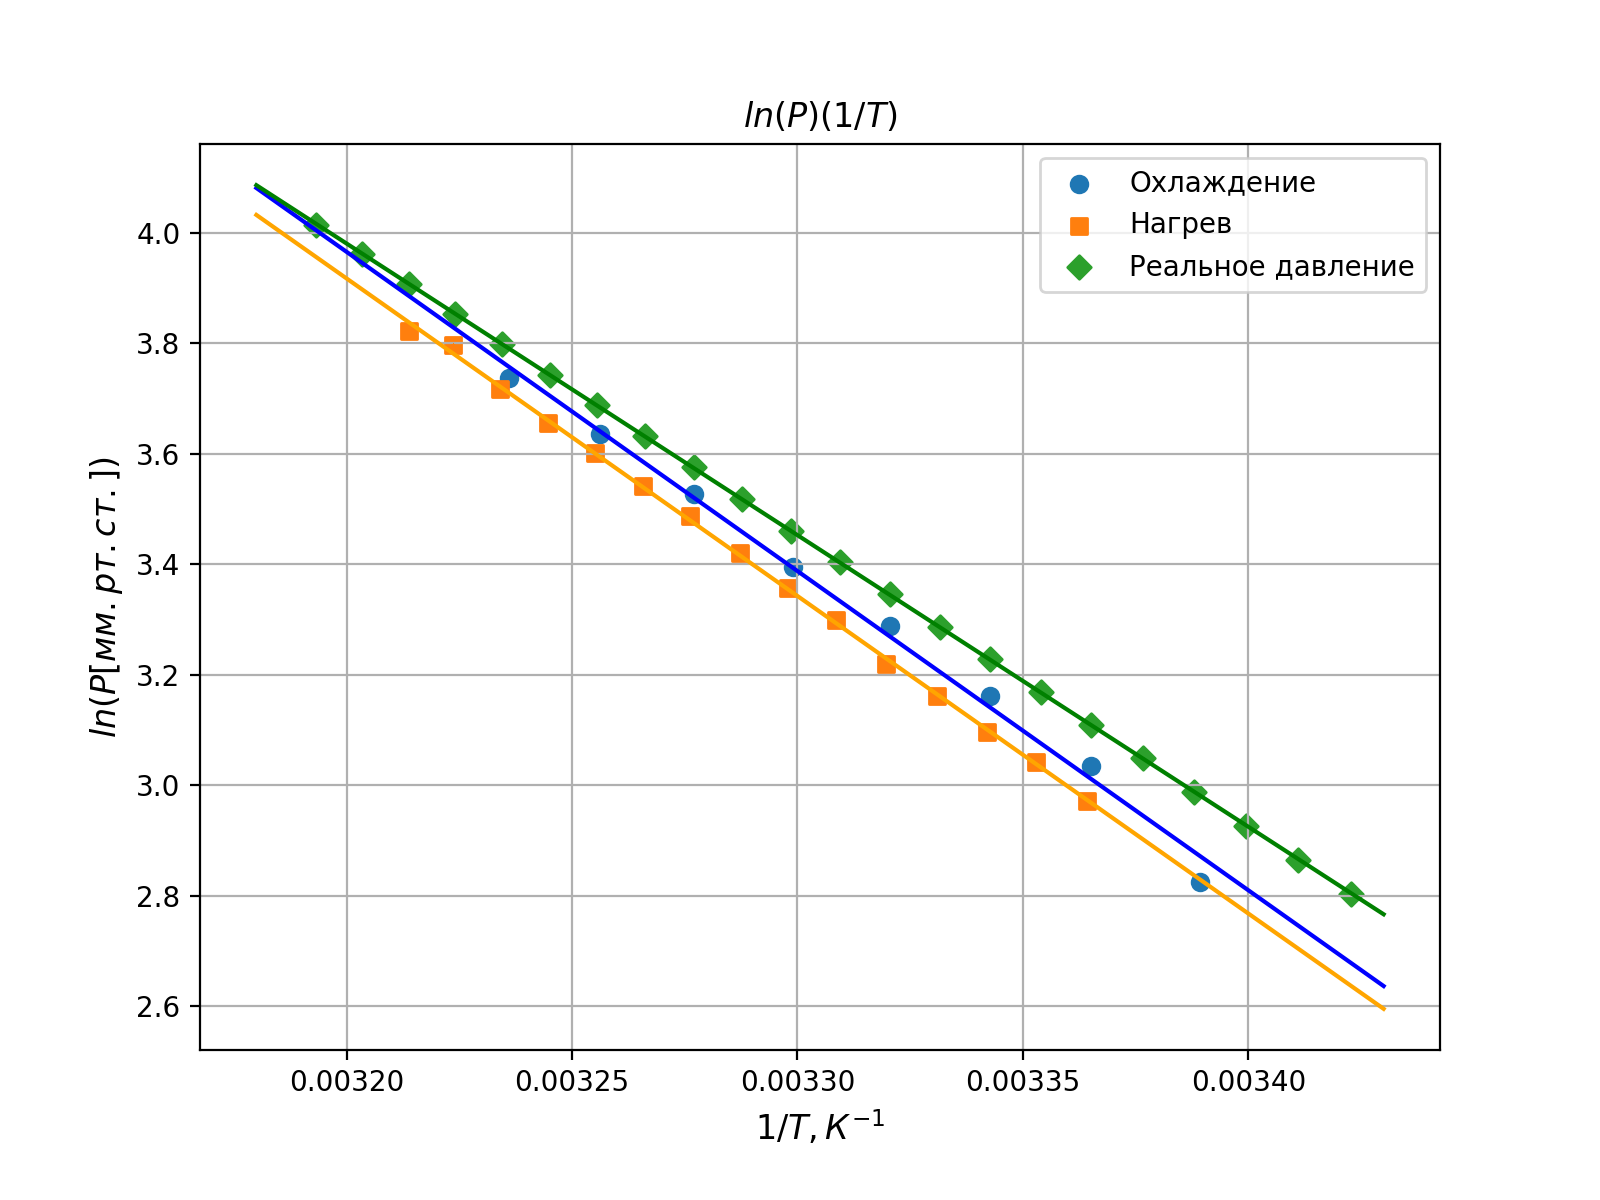 ln(P)(1/T)
Охлаждение
Нагрев
Реальное давление
4.0
3.8
3.6
3.4
3.2
3.0
2.8
2.6
ln(P[мм.рт.ст.])
0.00320 0.00325 0.00330 0.00335 0.00340
1/T, K⁻¹